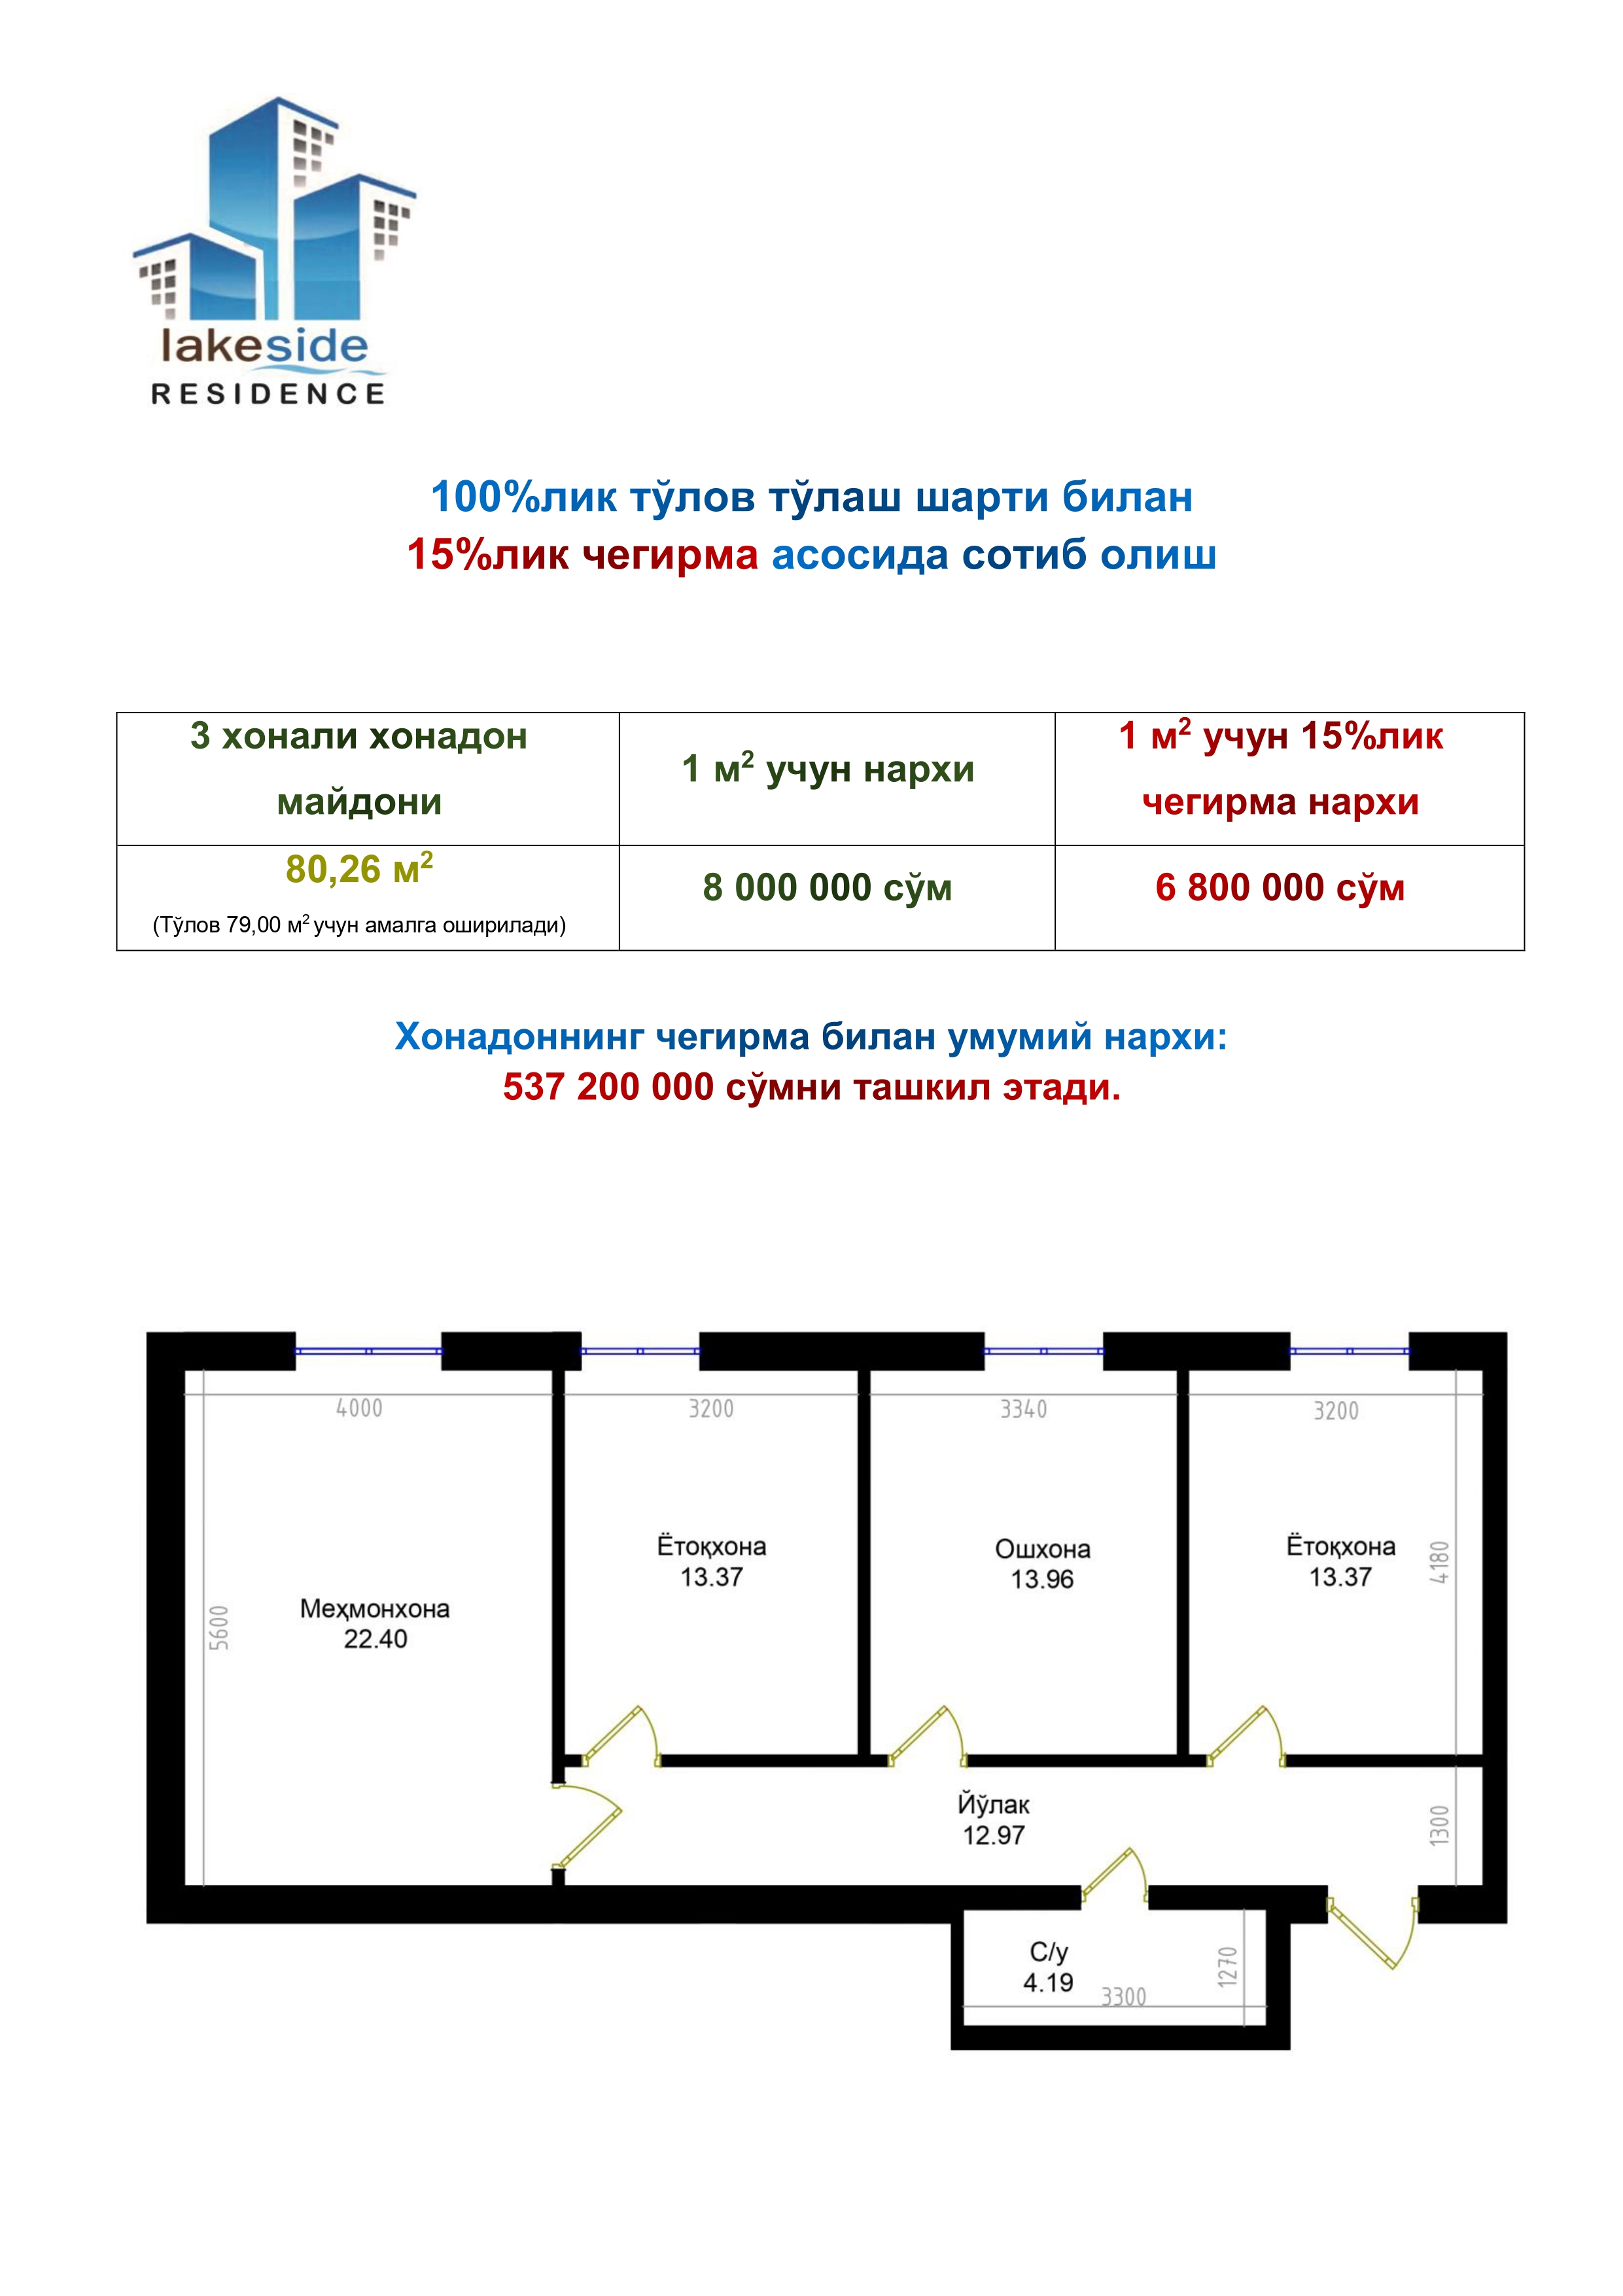 lakeside
RESIDENCE
100%лик тўлов тўлаш шарти билан
15%лик чегирма асосида сотиб олиш
3 хонали хонадон
майдони
1 м² учун нархи
1 м² учун 15%лик
чегирма нархи
80,26 м²
(Тўлов 79,00 м² учун амалга оширилади)
8 000 000 сўм
6 800 000 сўм
Хонадоннинг чегирма билан умумий нархи:
537 200 000 сўмни ташкил этади.
4000
3200
3340
3200
Ётоқхона
13.37
Ошхона
13.96
Ётоқхона
13.37
4180
Меҳмонхона
22.40
5600
Йўлак
12.97
1300
С/у
4.19
3300
1270